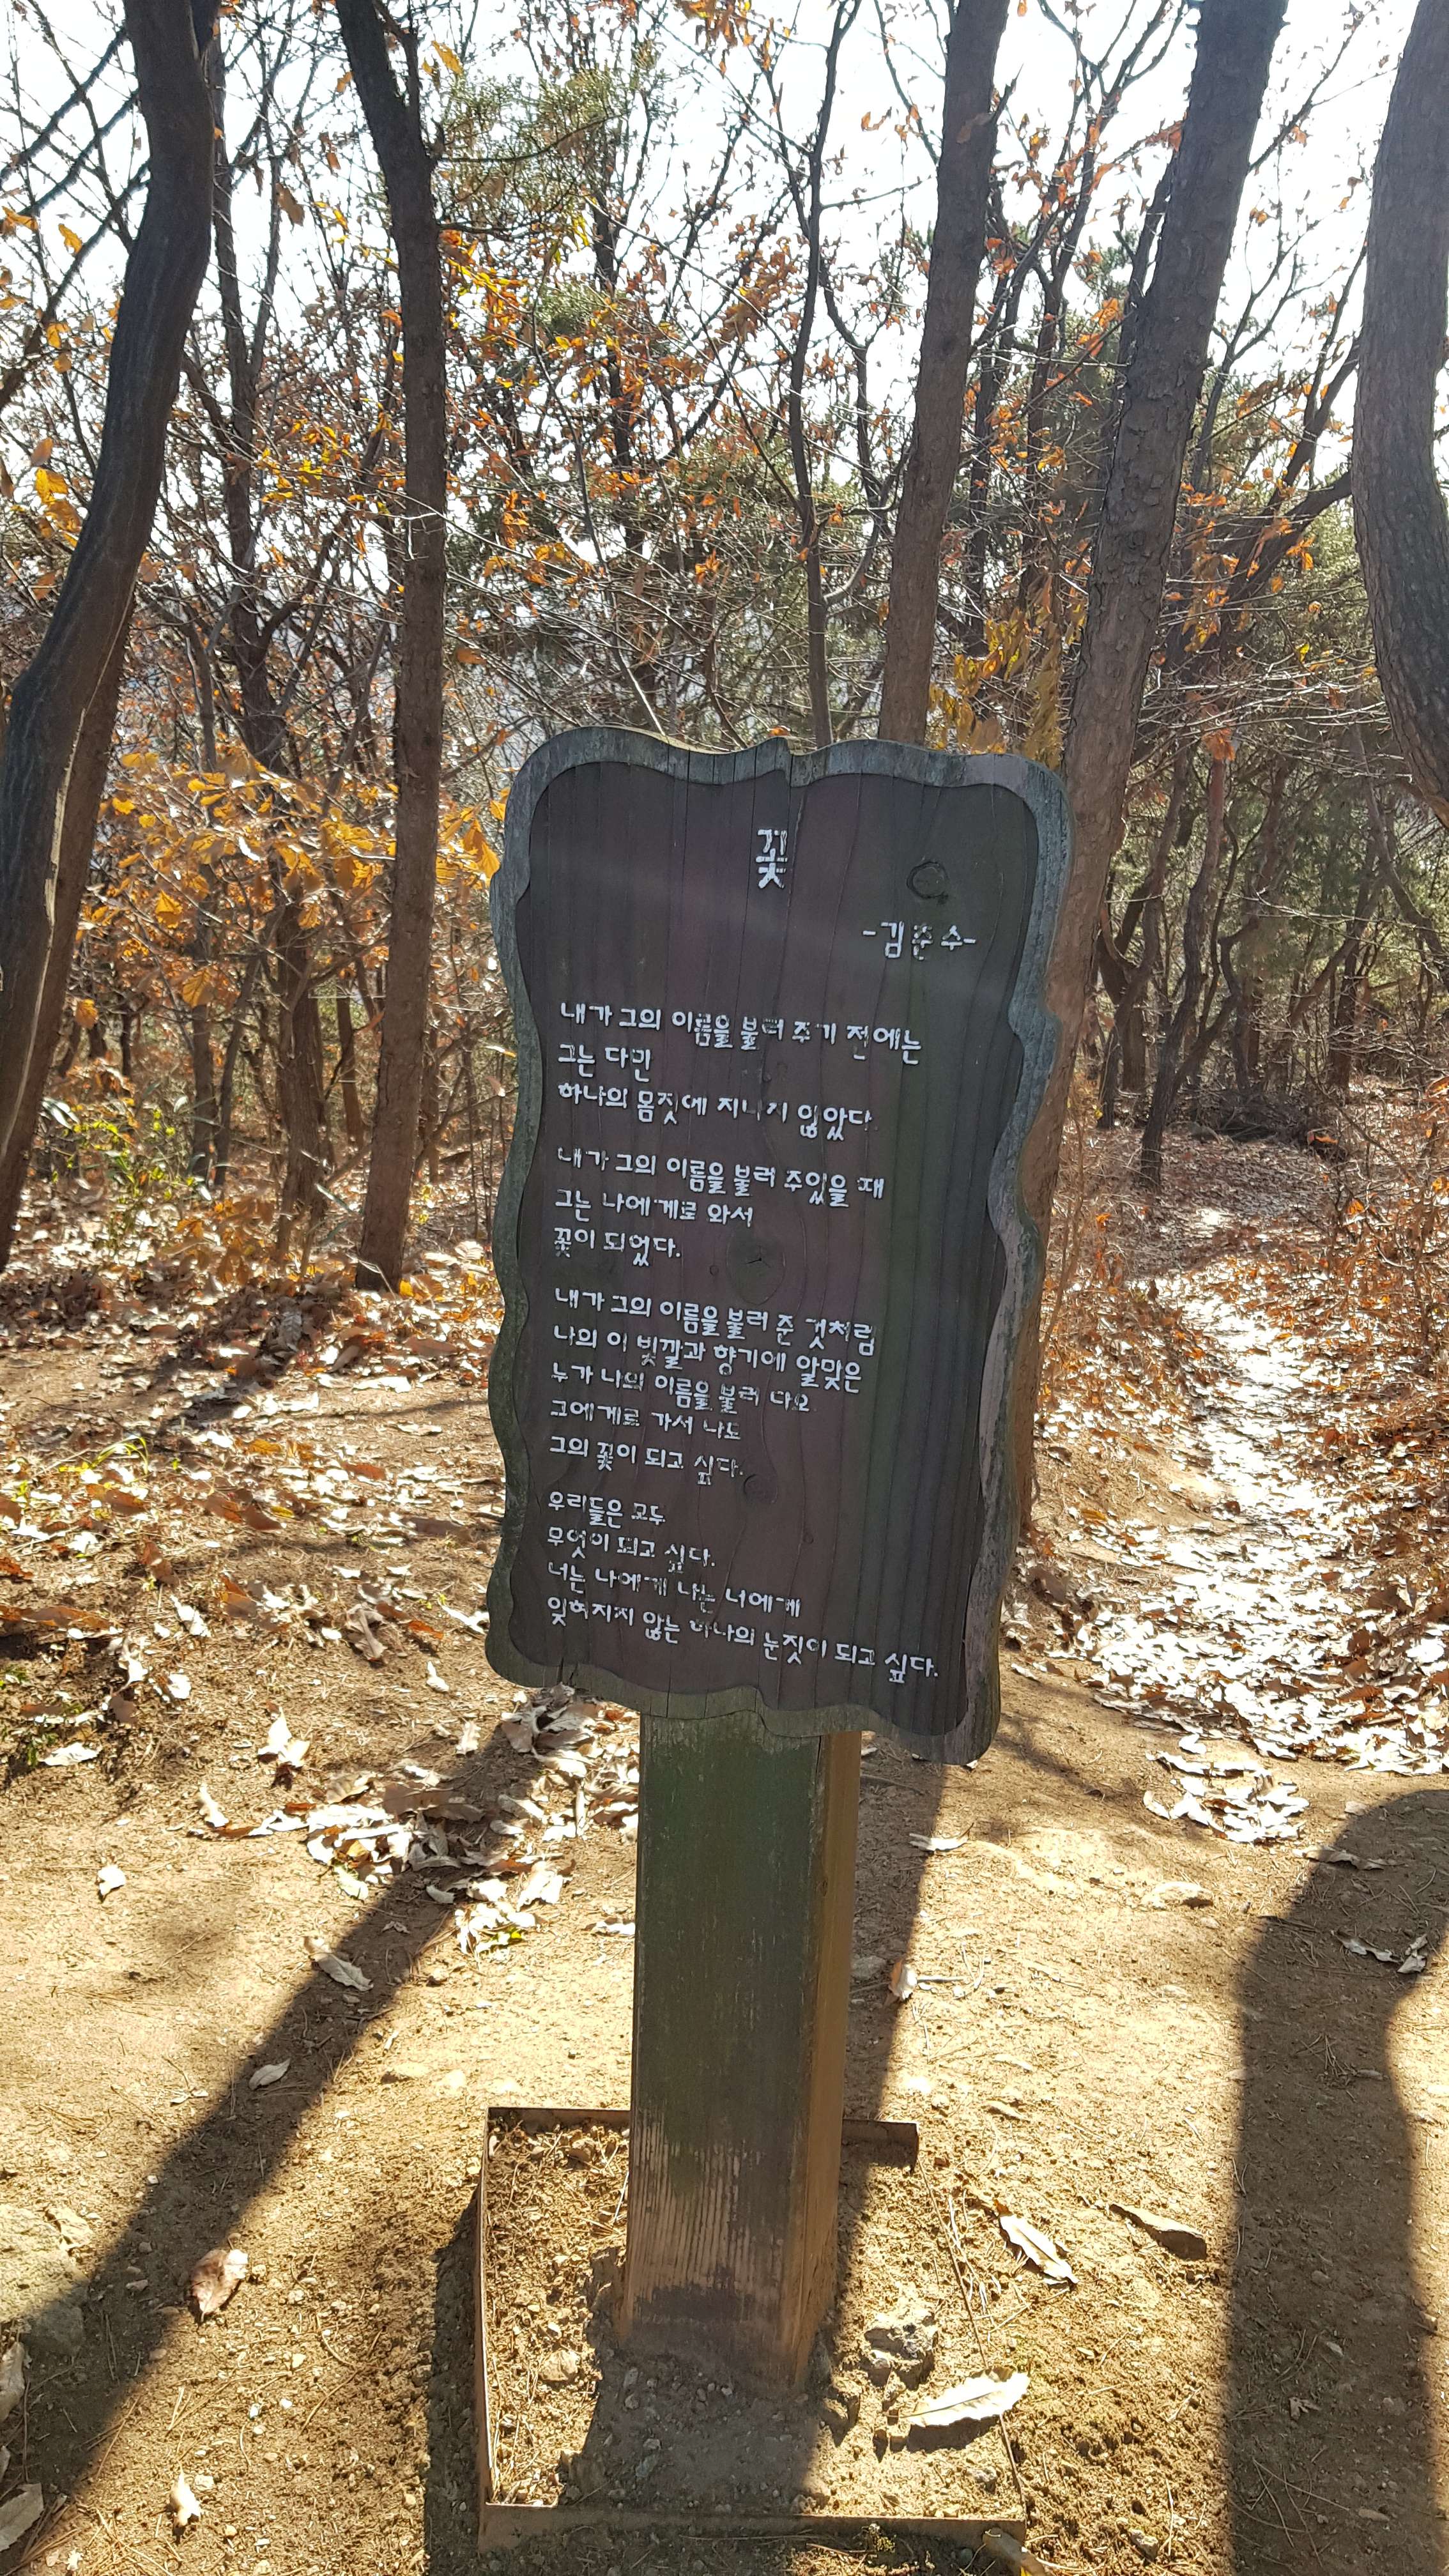 꽃
-김춘수-
내가 그의 이름을 불러 주기 전에는
그는 다만
하나의 몸짓에 지나지 않았다.
내가 그의 이름을 불러 주었을 때
그는 나에게로 와서
꽃이 되었다.
내가 그의 이름을 불러 준 것처럼
나의 이 빛깔과 향기에 알맞은
누가 나의 이름을 불러 다오
그에게로 가서 나도
그의 꽃이 되고 싶다.
우리들은 모두
무엇이 되고 싶다.
너는 나에게 나는 너에게
잊혀지지 않는 하나의 눈짓이 되고 싶다.